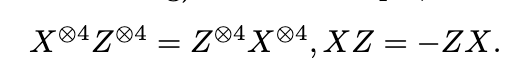 X^{⊗4}Z^{⊗4} = Z^{⊗4}X^{⊗4}, XZ = −ZX.